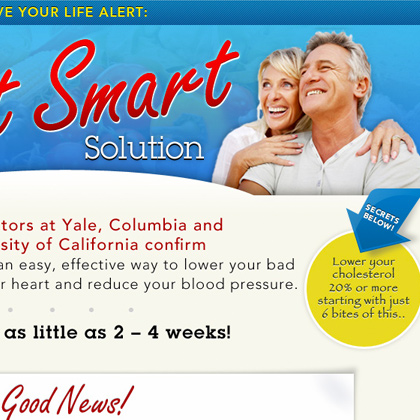 VE YOUR LIFE ALERT:
t Smart
Solution
SECRETS
BELOW!
tors at Yale, Columbia and
sity of California confirm
an easy, effective way to lower your bad
r heart and reduce your blood pressure.
Lower your
cholesterol
20% or more
starting with just
6 bites of this..
as little as 2 – 4 weeks!
Good News!